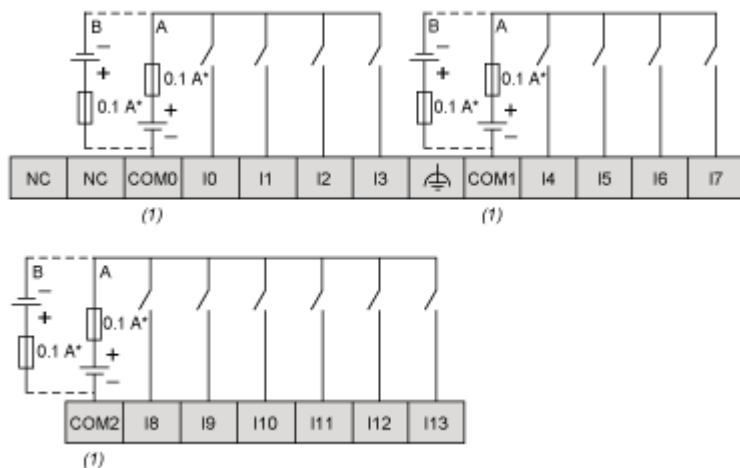 B − A B − A
+ 0.1 A* + 0.1 A*
0.1 A* + 0.1 A* +
− −
NC NC COM0 I0 I1 I2 I3 COM1 I4 I5 I6 I7
(1) (1)
B − A
+ 0.1 A*
0.1 A* +
−
COM2 I8 I9 I10 I11 I12 I13
(1)